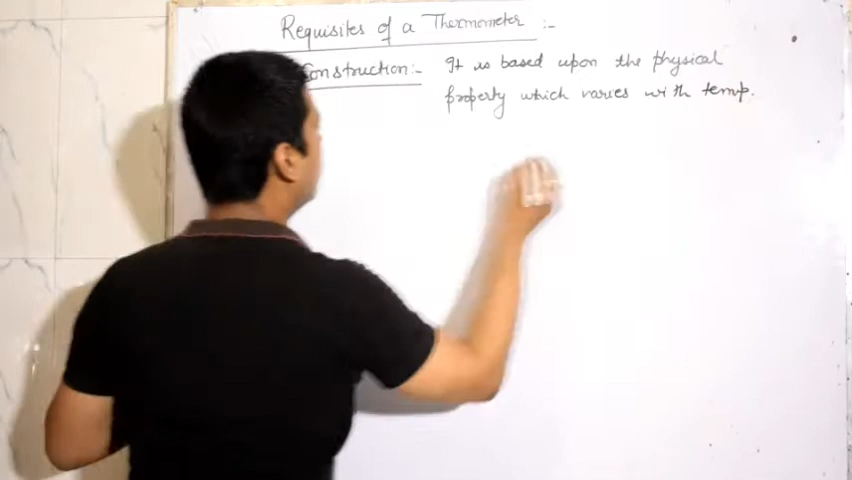 Requisites of a Thermometer :-
Construction:- It is based upon the physical
property which varies with temp.